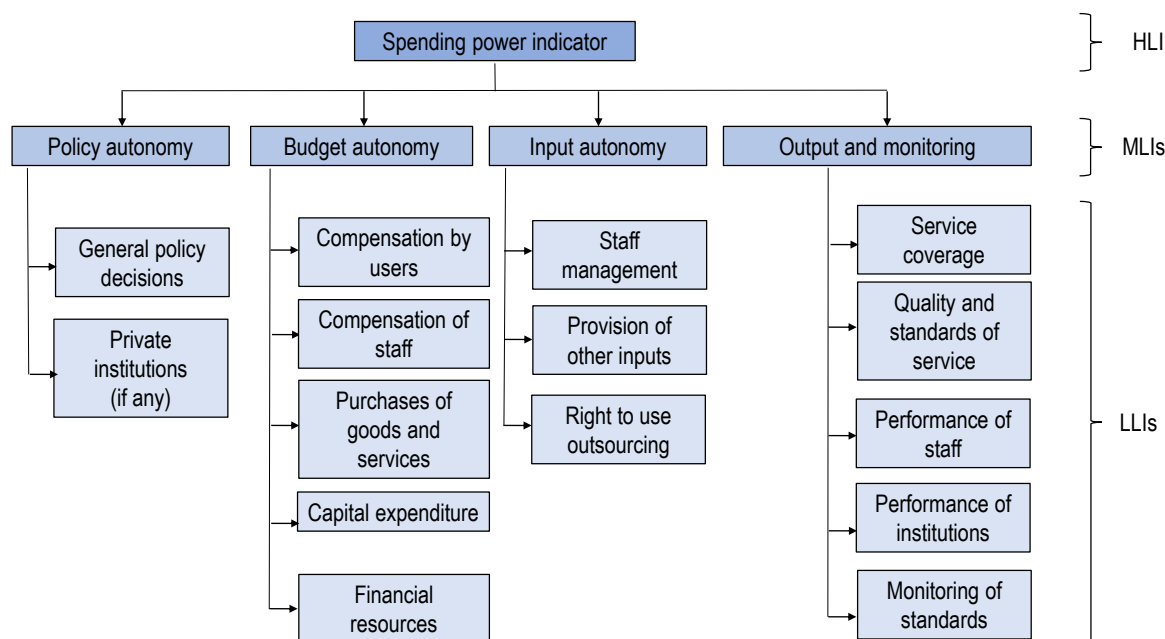 Spending power indicator
HLI
Policy autonomy
Budget autonomy
Input autonomy
Output and monitoring
MLIs
General policy
decisions
Private
institutions
(if any)
Compensation by
users
Compensation of
staff
Purchases of
goods and
services
Capital expenditure
Financial
resources
Staff
management
Provision of
other inputs
Right to use
outsourcing
Service
coverage
Quality and
standards of
service
Performance of
staff
Performance of
institutions
Monitoring of
standards
LLIs